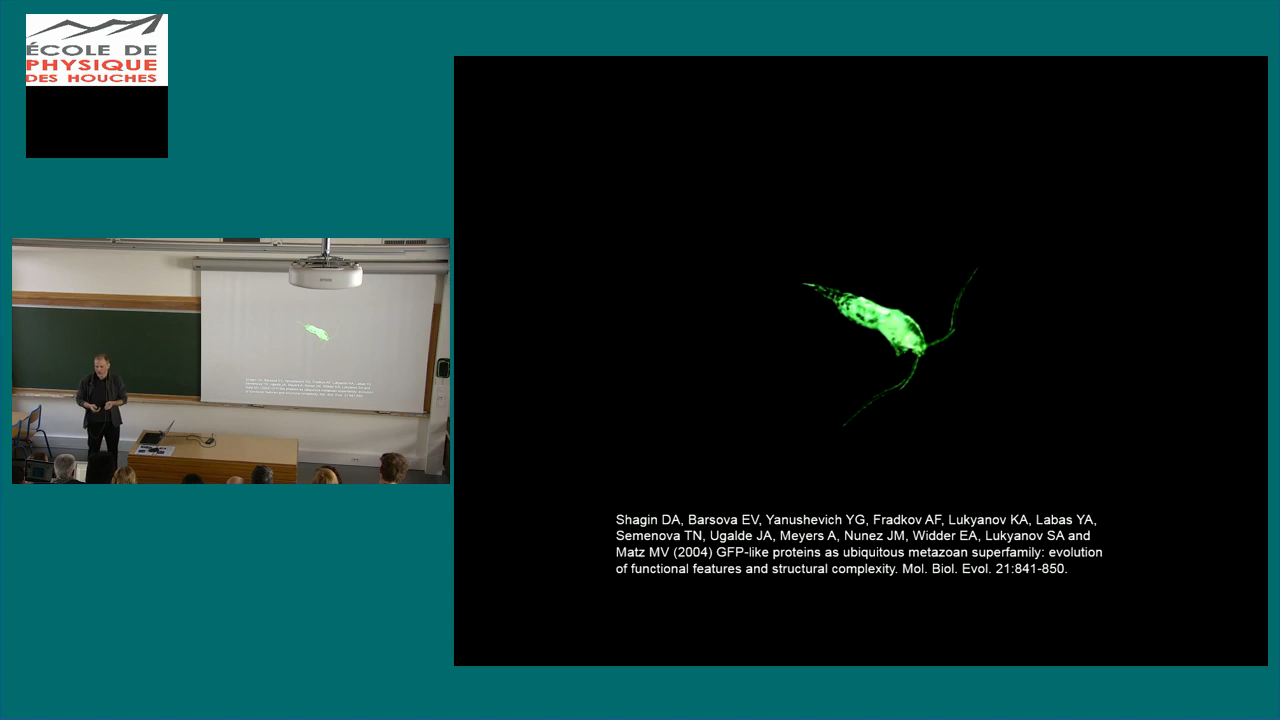 ÉCOLE DE
PHYSIQUE
DES HOUCHES
Shagin DA, Barsova EV, Yanushevich YG, Fradkov AF, Lukyanov KA, Labas YA,
Semenova TN, Ugalde JA, Meyers A, Nunez JM, Widder EA, Lukyanov SA and
Matz MV (2004) GFP-like proteins as ubiquitous metazoan superfamily: evolution
of functional features and structural complexity. Mol. Biol. Evol. 21:841-850.